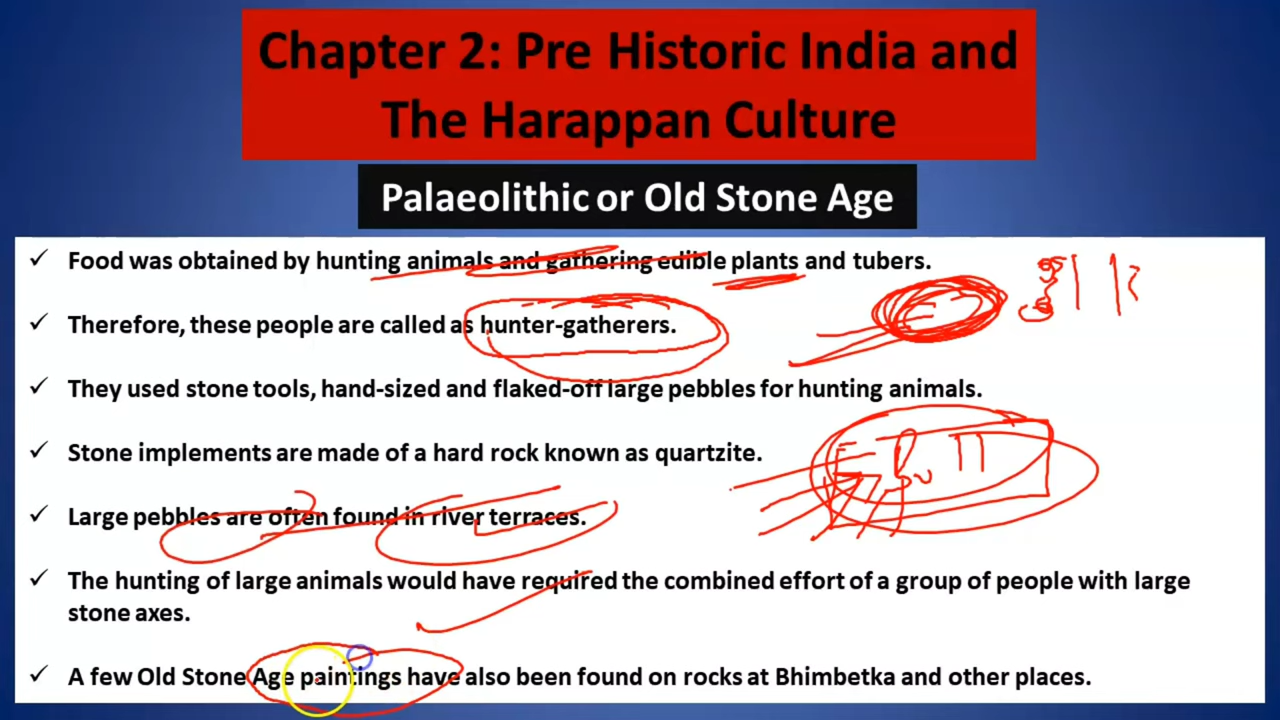 Chapter 2: Pre Historic India and
The Harappan Culture
Palaeolithic or Old Stone Age
✓ Food was obtained by hunting animals and gathering edible plants and tubers.
✓ Therefore, these people are called as hunter-gatherers.
✓ They used stone tools, hand-sized and flaked-off large pebbles for hunting animals.
✓ Stone implements are made of a hard rock known as quartzite.
✓ Large pebbles are often found in river terraces.
✓ The hunting of large animals would have required the combined effort of a group of people with large
stone axes.
✓ A few Old Stone Age paintings have also been found on rocks at Bhimbetka and other places.